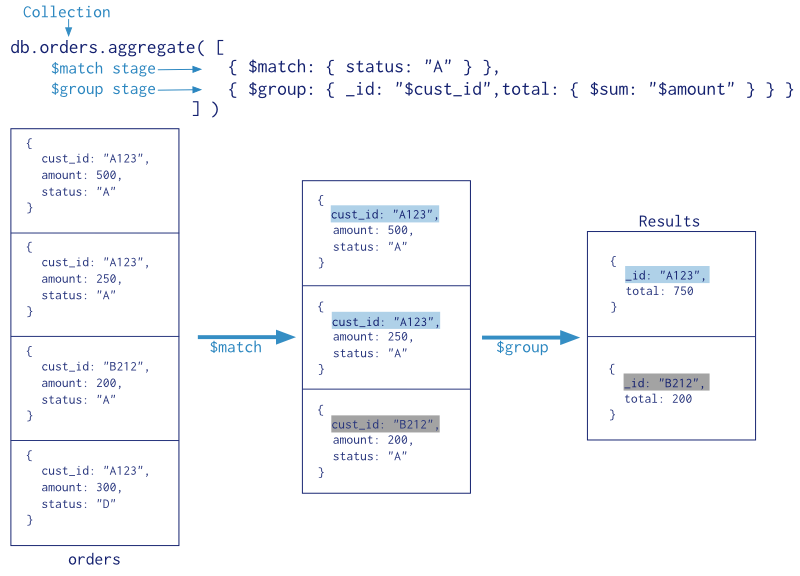 Collection
db.orders.aggregate( [
$match stage { $match: { status: "A" } },
$group stage { $group: { _id: "$cust_id",total: { $sum: "$amount" } } }
] )
{
cust_id: "A123",
amount: 500,
status: "A"
}
{
cust_id: "A123",
amount: 250,
status: "A"
}
{
cust_id: "B212",
amount: 200,
status: "A"
}
{
cust_id: "A123",
amount: 300,
status: "D"
}
orders
$match
{
cust_id: "A123",
amount: 500,
status: "A"
}
{
cust_id: "A123",
amount: 250,
status: "A"
}
{
cust_id: "B212",
amount: 200,
status: "A"
}
$group
Results
{
_id: "A123",
total: 750
}
{
_id: "B212",
total: 200
}